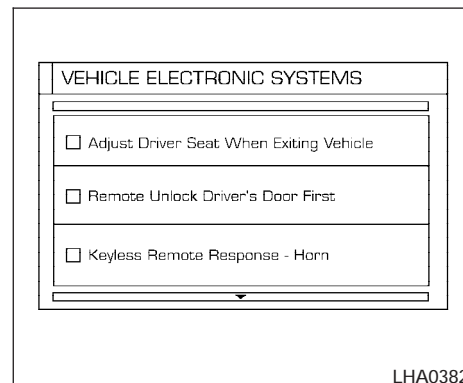 VEHICLE ELECTRONIC SYSTEMS
Adjust Driver Seat When Exiting Vehicle
Remote Unlock Driver's Door First
Keyless Remote Response - Horn
LHA0382